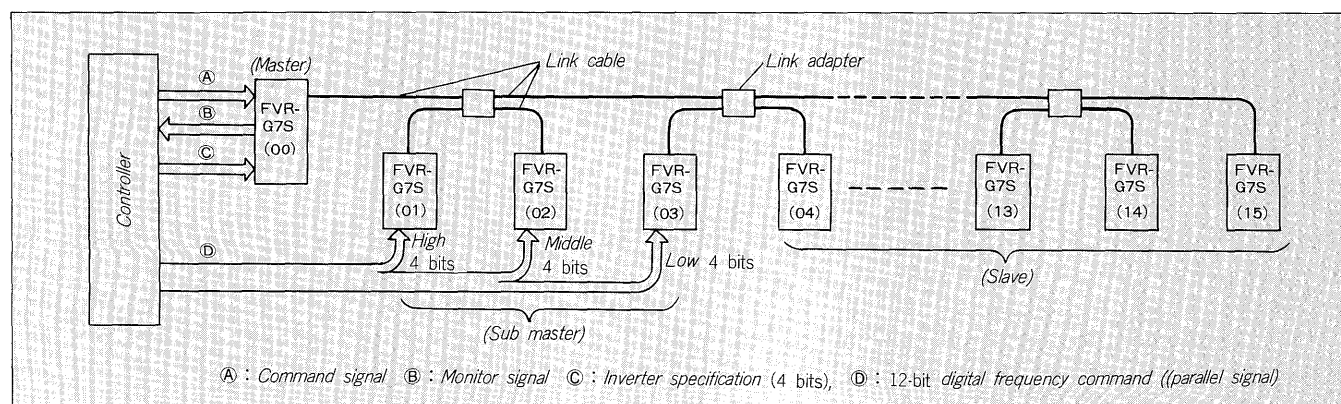 Controller
Ⓐ
Ⓑ
Ⓒ
Ⓓ
(Master)
FVR-
G7S
(00)
Link cable
Link adapter
FVR-
G7S
(01)
FVR-
G7S
(02)
FVR-
G7S
(03)
FVR-
G7S
(04)
FVR-
G7S
(13)
FVR-
G7S
(14)
FVR-
G7S
(15)
High
4 bits
Middle
4 bits
Low 4 bits
(Sub master)
(Slave)
Ⓐ : Command signal Ⓑ : Monitor signal Ⓒ : Inverter specification (4 bits), Ⓓ : 12-bit digital frequency command ((parallel signal)